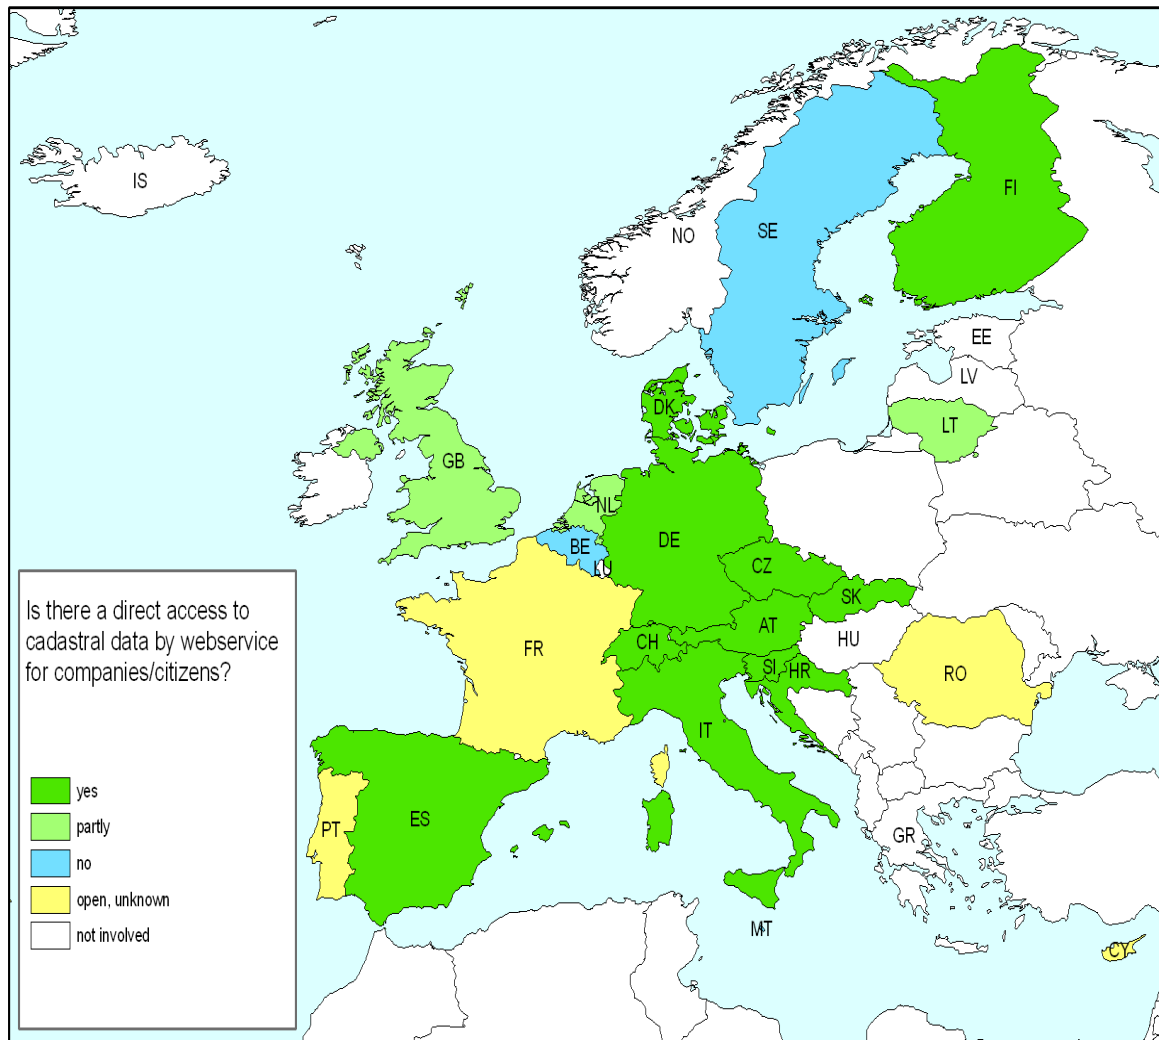 IS
FI
NO
SE
EE
LV
DK
LT
GB
NL
DE
BE
LU
CZ
SK
Is there a direct access to
cadastral data by webservice
for companies/citizens?
AT
HU
CH
FR
SI
HR
RO
IT
yes
partly
no
open, unknown
not involved
PT
ES
GR
MT
CY